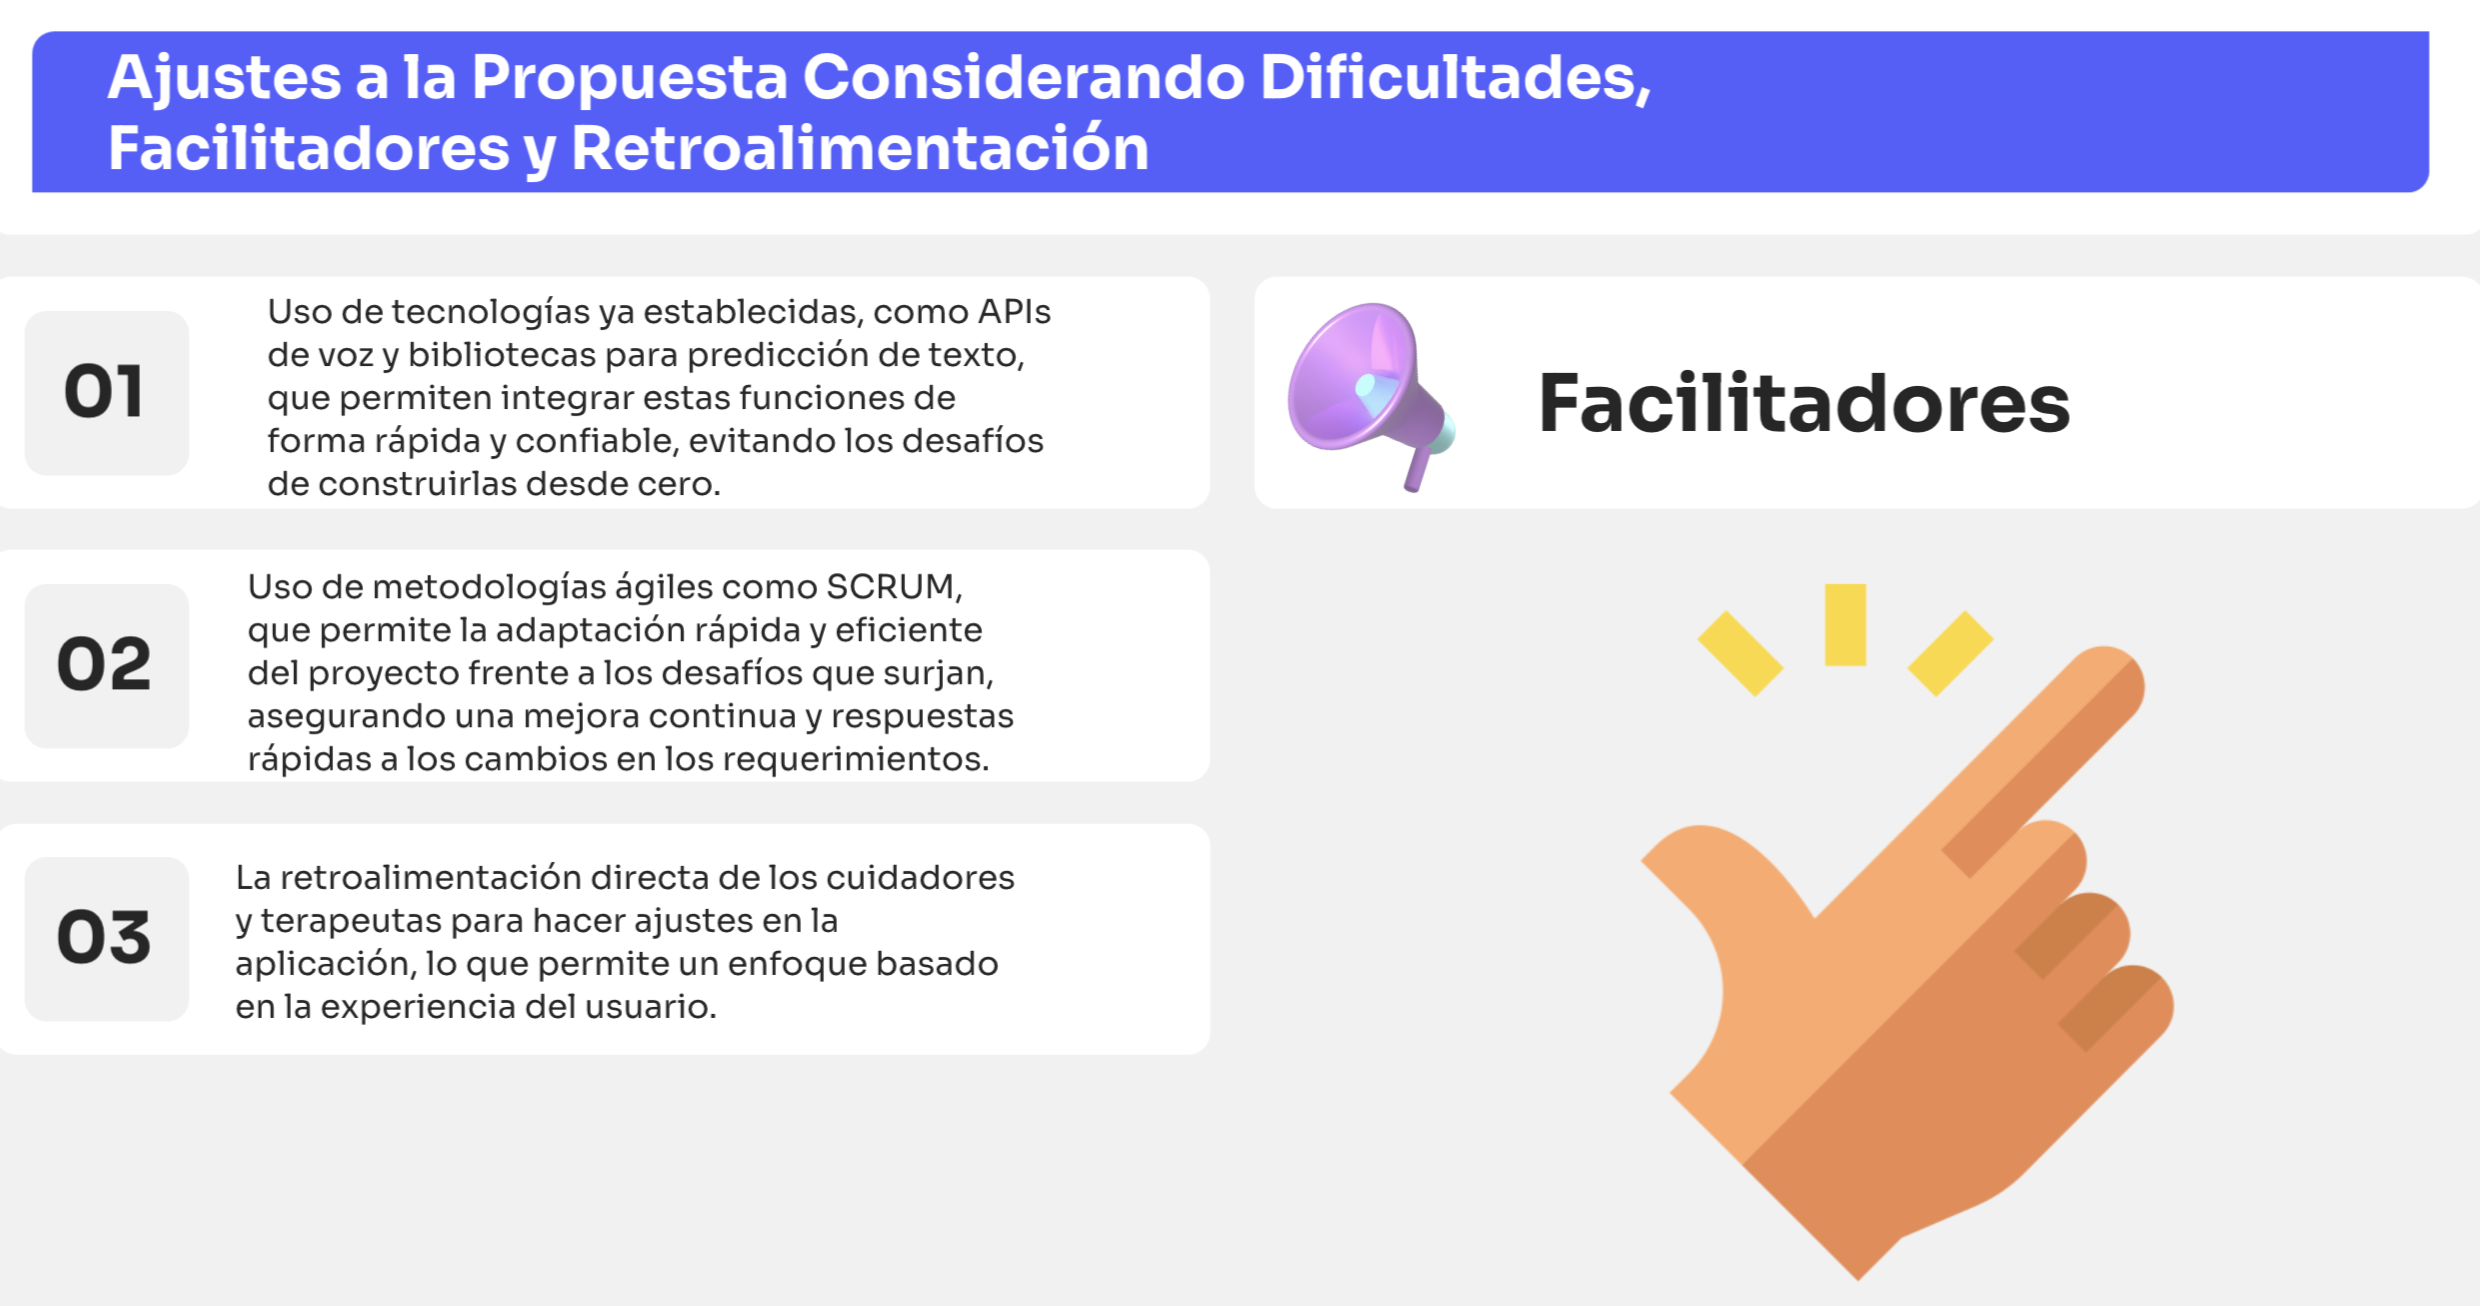 Ajustes a la Propuesta Considerando Dificultades,
Facilitadores y Retroalimentación
01
Uso de tecnologías ya establecidas, como APIs
de voz y bibliotecas para predicción de texto,
que permiten integrar estas funciones de
forma rápida y confiable, evitando los desafíos
de construirlas desde cero.
Facilitadores
02
Uso de metodologías ágiles como SCRUM,
que permite la adaptación rápida y eficiente
del proyecto frente a los desafíos que surjan,
asegurando una mejora continua y respuestas
rápidas a los cambios en los requerimientos.
03
La retroalimentación directa de los cuidadores
y terapeutas para hacer ajustes en la
aplicación, lo que permite un enfoque basado
en la experiencia del usuario.